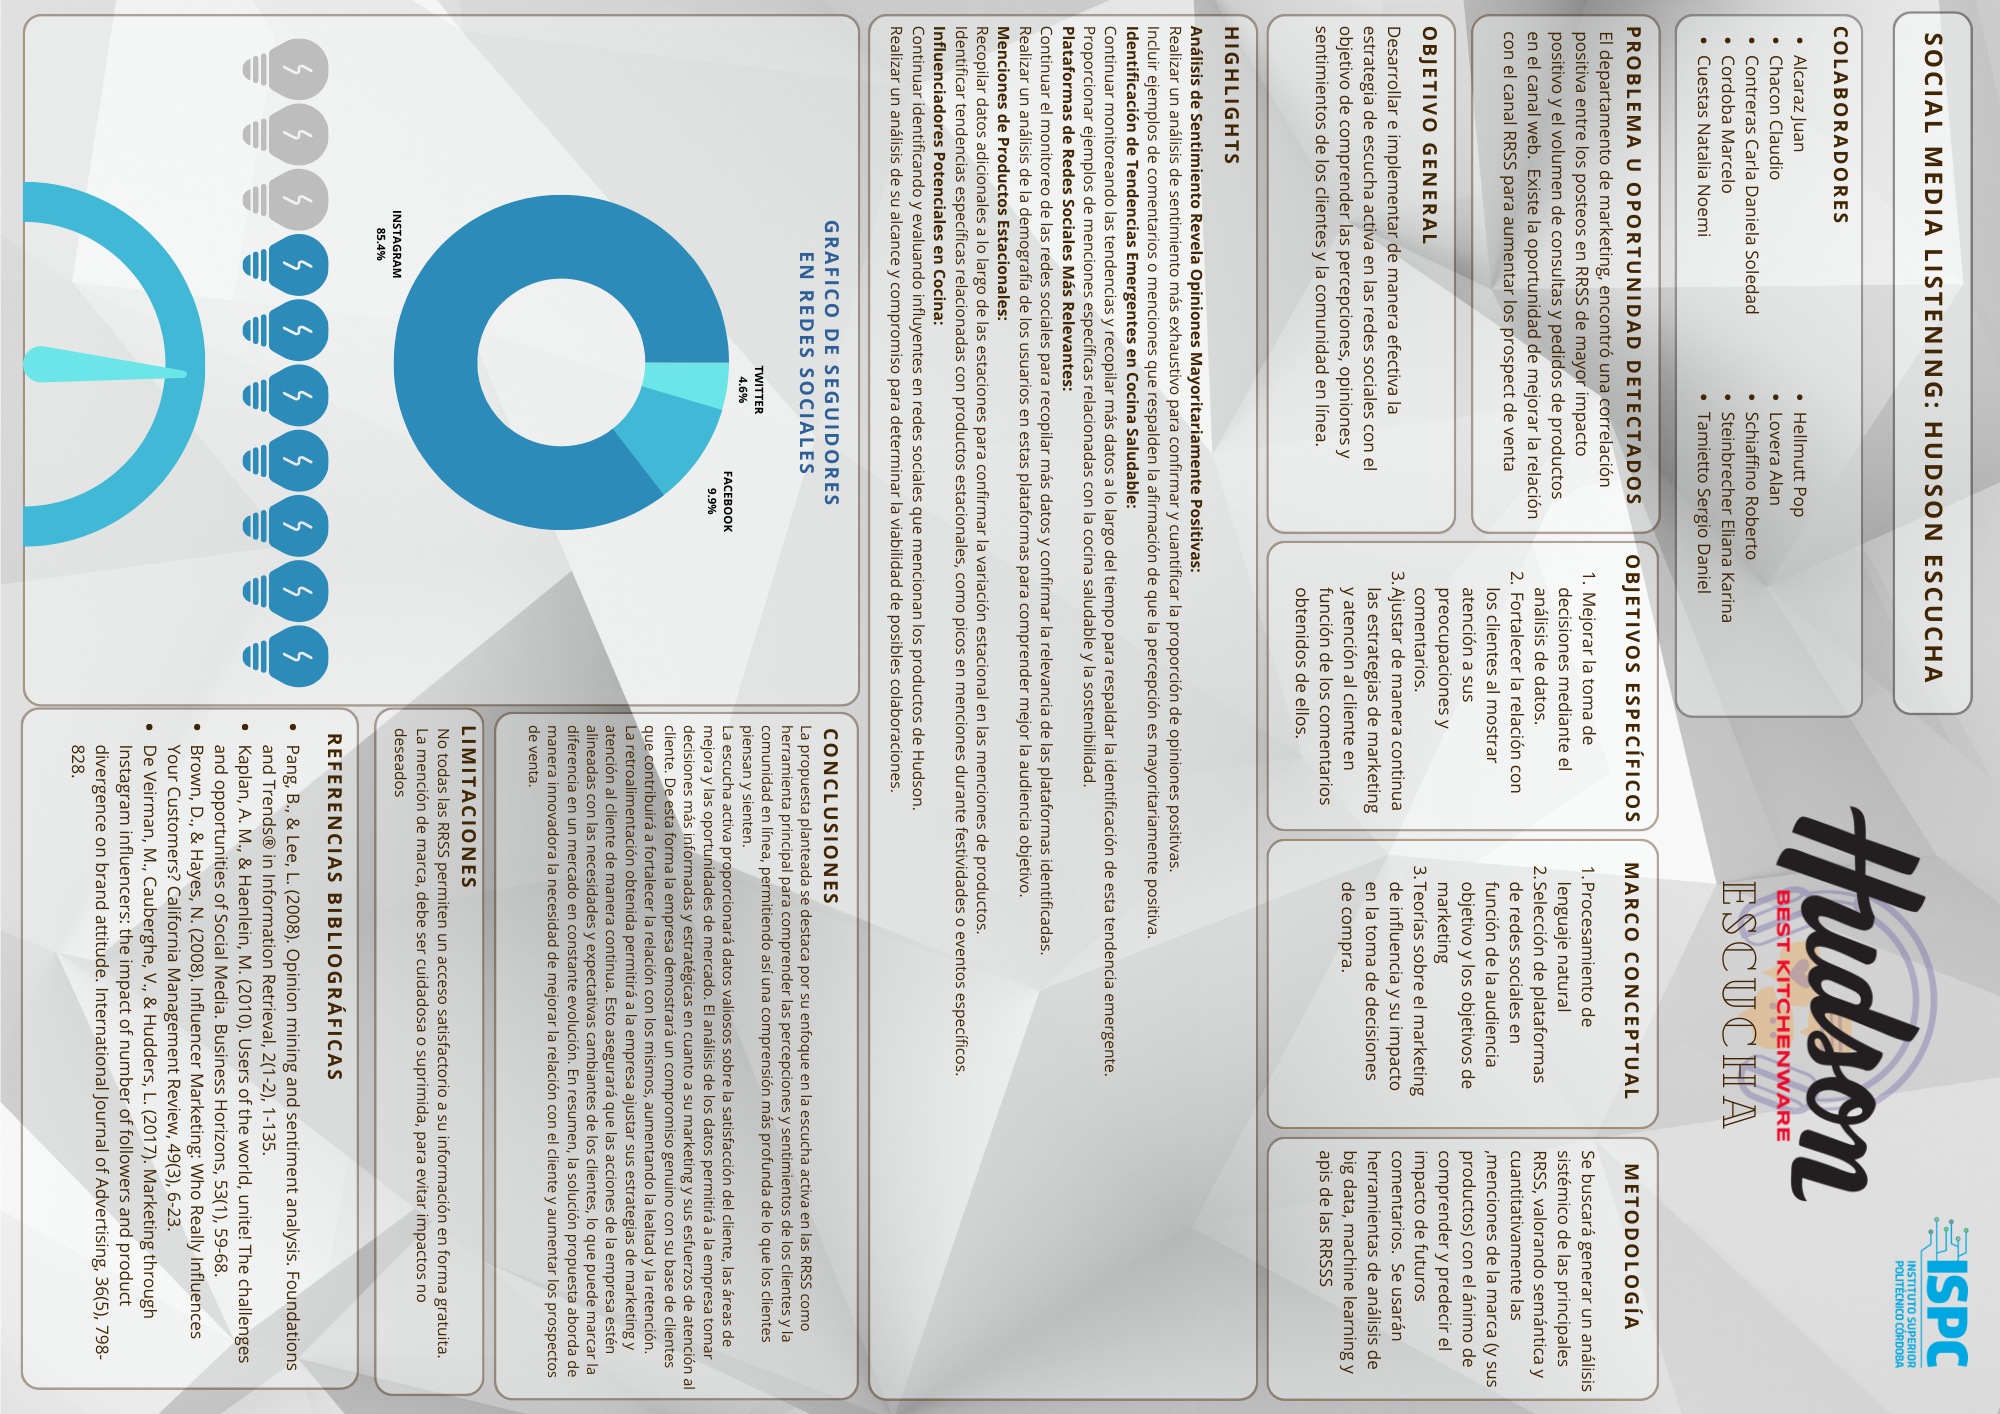 SOCIAL MEDIA LISTENING: HUDSON ESCUCHA
Hudson
BEST KITCHENWARE
ESCUCHA
ISPC
INSTITUTO SUPERIOR
POLITÉCNICO CÓRDOBA
COLABORADORES
• Alcaraz Juan
• Chacon Claudio
• Contreras Carla Daniela Soledad
• Cordoba Marcelo
• Cuestas Natalia Noemi
• Hellmutt Pop
• Lovera Alan
• Schiaffino Roberto
• Steinbrecher Eliana Karina
• Tamietto Sergio Daniel
PROBLEMA U OPORTUNIDAD DETECTADOS
El departamento de marketing, encontró una correlación
positiva entre los posteos en RRSS de mayor impacto
positivo y el volumen de consultas y pedidos de productos
en el canal web.  Existe la oportunidad de mejorar la relación
con el canal RRSS para aumentar los prospect de venta
OBJETIVO GENERAL
Desarrollar e implementar de manera efectiva la
estrategia de escucha activa en las redes sociales con el
objetivo de comprender las percepciones, opiniones y
sentimientos de los clientes y la comunidad en línea.
OBJETIVOS ESPECÍFICOS
1. Mejorar la toma de
decisiones mediante el
análisis de datos.
2. Fortalecer la relación con
los clientes al mostrar
atención a sus
preocupaciones y
comentarios.
3. Ajustar de manera continua
las estrategias de marketing
y atención al cliente en
función de los comentarios
obtenidos de ellos.
MARCO CONCEPTUAL
1.Procesamiento de
lenguaje natural
2.Selección de plataformas
de redes sociales en
función de la audiencia
objetivo y los objetivos de
marketing
3.Teorías sobre el marketing
de influencia y su impacto
en la toma de decisiones
de compra.
METODOLOGÍA
Se buscará generar un análisis
sistémico de las principales
RRSS, valorando semántica y
cuantitativamente las
,menciones de la marca (y sus
productos) con el ánimo de
comprender y predecir el
impacto de futuros
comentarios.  Se usarán
herramientas de análisis de
big data, machine learning y
apis de las RRSSS
HIGHLIGHTS
Análisis de Sentimiento Revela Opiniones Mayoritariamente Positivas:
Realizar un análisis de sentimiento más exhaustivo para confirmar y cuantificar la proporción de opiniones positivas.
Incluir ejemplos de comentarios o menciones que respalden la afirmación de que la percepción es mayoritariamente positiva.
Identificación de Tendencias Emergentes en Cocina Saludable:
Continuar monitoreando las tendencias y recopilar más datos a lo largo del tiempo para respaldar la identificación de esta tendencia emergente.
Proporcionar ejemplos de menciones específicas relacionadas con la cocina saludable y la sostenibilidad.
Plataformas de Redes Sociales Más Relevantes:
Continuar el monitoreo de las redes sociales para recopilar más datos y confirmar la relevancia de las plataformas identificadas.
Realizar un análisis de la demografía de los usuarios en estas plataformas para comprender mejor la audiencia objetivo.
Menciones de Productos Estacionales:
Recopilar datos adicionales a lo largo de las estaciones para confirmar la variación estacional en las menciones de productos.
Identificar tendencias específicas relacionadas con productos estacionales, como picos en menciones durante festividades o eventos específicos.
Influenciadores Potenciales en Cocina:
Continuar identificando y evaluando influyentes en redes sociales que mencionan los productos de Hudson.
Realizar un análisis de su alcance y compromiso para determinar la viabilidad de posibles colaboraciones.
GRAFICO DE SEGUIDORES
EN REDES SOCIALES
TWITTER
4.6%
FACEBOOK
9.9%
INSTAGRAM
85.4%
CONCLUSIONES
La propuesta planteada se destaca por su enfoque en la escucha activa en las RRSS como
herramienta principal para comprender las percepciones y sentimientos de los clientes y la
comunidad en línea, permitiendo así una comprensión más profunda de lo que los clientes
piensan y sienten.
La escucha activa proporcionará datos valiosos sobre la satisfacción del cliente, las áreas de
mejora y las oportunidades de mercado. El análisis de los datos permitirá a la empresa tomar
decisiones más informadas y estratégicas en cuanto a su marketing y sus esfuerzos de atención al
cliente. De esta forma la empresa demostrará un compromiso genuino con su base de clientes
que contribuirá a fortalecer la relación con los mismos, aumentando la lealtad y la retención.
La retroalimentación obtenida permitirá a la empresa ajustar sus estrategias de marketing y
atención al cliente de manera continua. Esto asegurará que las acciones de la empresa estén
alineadas con las necesidades y expectativas cambiantes de los clientes, lo que puede marcar la
diferencia en un mercado en constante evolución. En resumen, la solución propuesta aborda de
manera innovadora la necesidad de mejorar la relación con el cliente y aumentar los prospectos
de venta.
LIMITACIONES
No todas las RRSS permiten un acceso satisfactorio a su información en forma gratuita.
La mención de marca, debe ser cuidadosa o suprimida, para evitar impactos no
deseados
REFERENCIAS BIBLIOGRÁFICAS
• Pang, B., & Lee, L. (2008). Opinion mining and sentiment analysis. Foundations
and Trends® in Information Retrieval, 2(1-2), 1-135.
• Kaplan, A. M., & Haenlein, M. (2010). Users of the world, unite! The challenges
and opportunities of Social Media. Business Horizons, 53(1), 59-68.
• Brown, D., & Hayes, N. (2008). Influencer Marketing: Who Really Influences
Your Customers? California Management Review, 49(3), 6-23.
• De Veirman, M., Cauberghe, V., & Hudders, L. (2017). Marketing through
Instagram influencers: the impact of number of followers and product
divergence on brand attitude. International Journal of Advertising, 36(5), 798-
828.